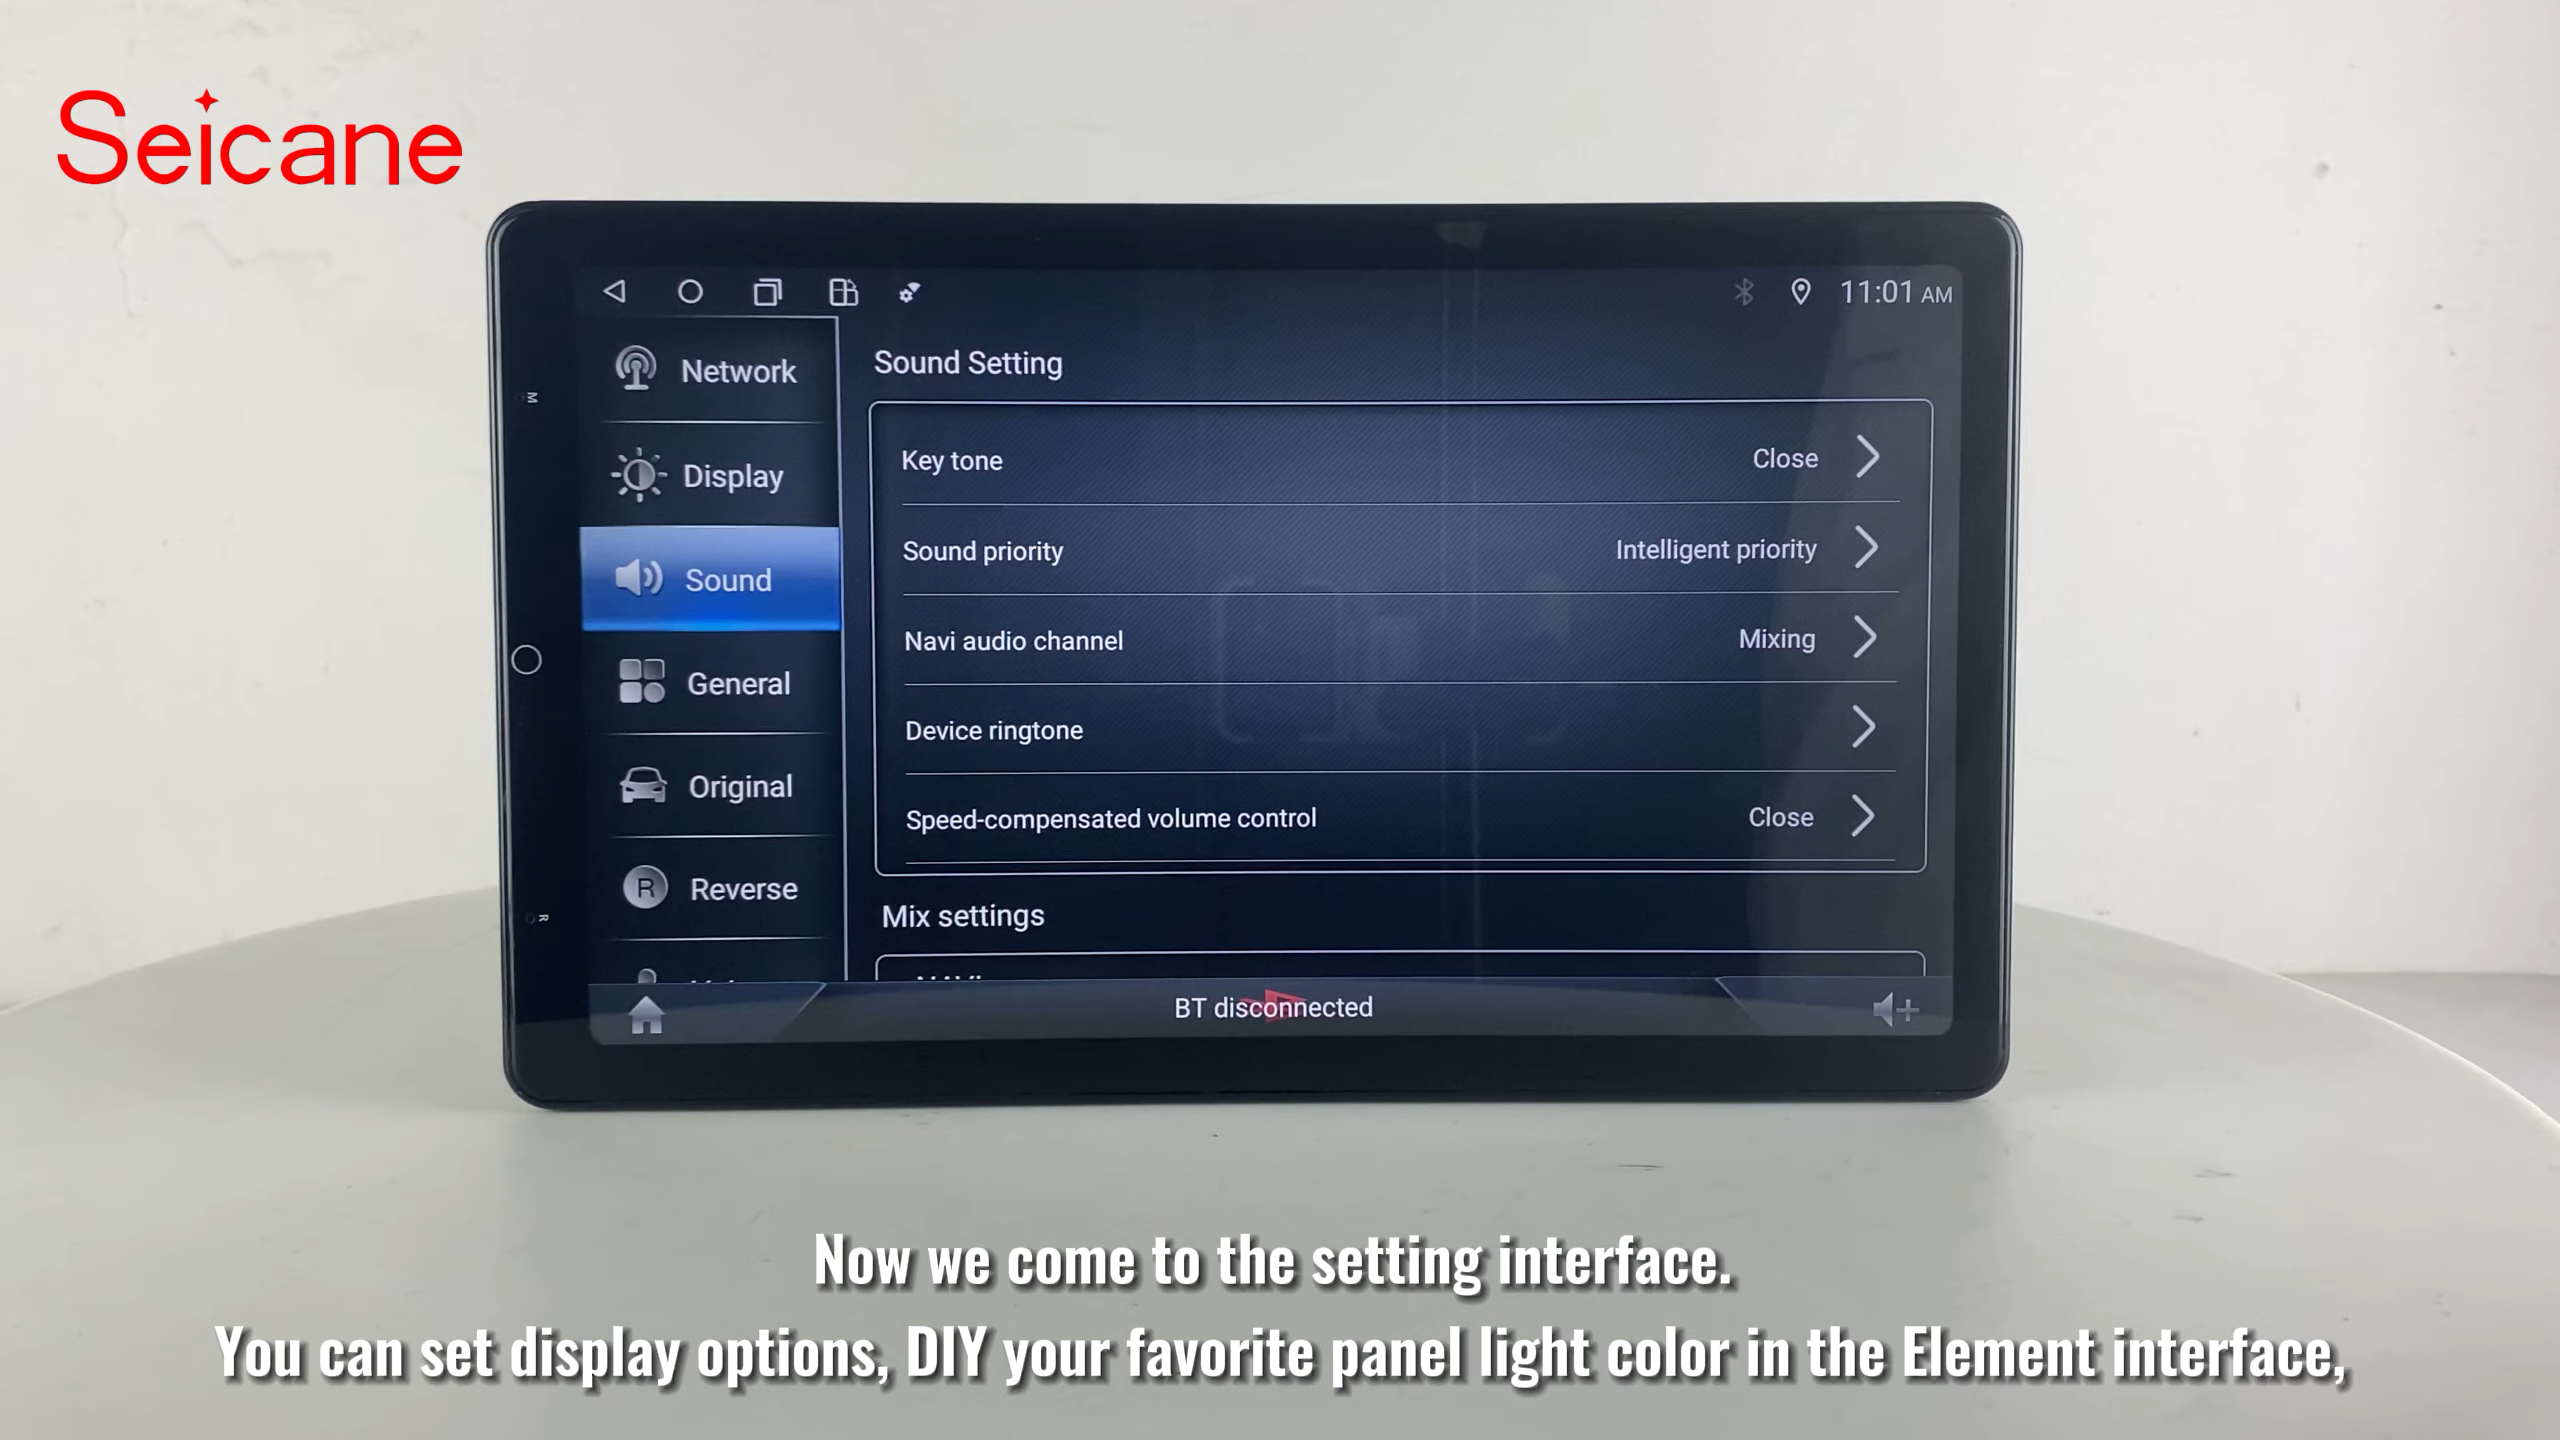 Seicane
11:01 AM
Network
Display
Sound
General
Original
Reverse
Sound Setting
Key tone Close
Sound priority Intelligent priority
Navi audio channel Mixing
Device ringtone
Speed-compensated volume control Close
Mix settings
BT disconnected
M
R
R
Now we come to the setting interface.
You can set display options, DIY your favorite panel light color in the Element interface,